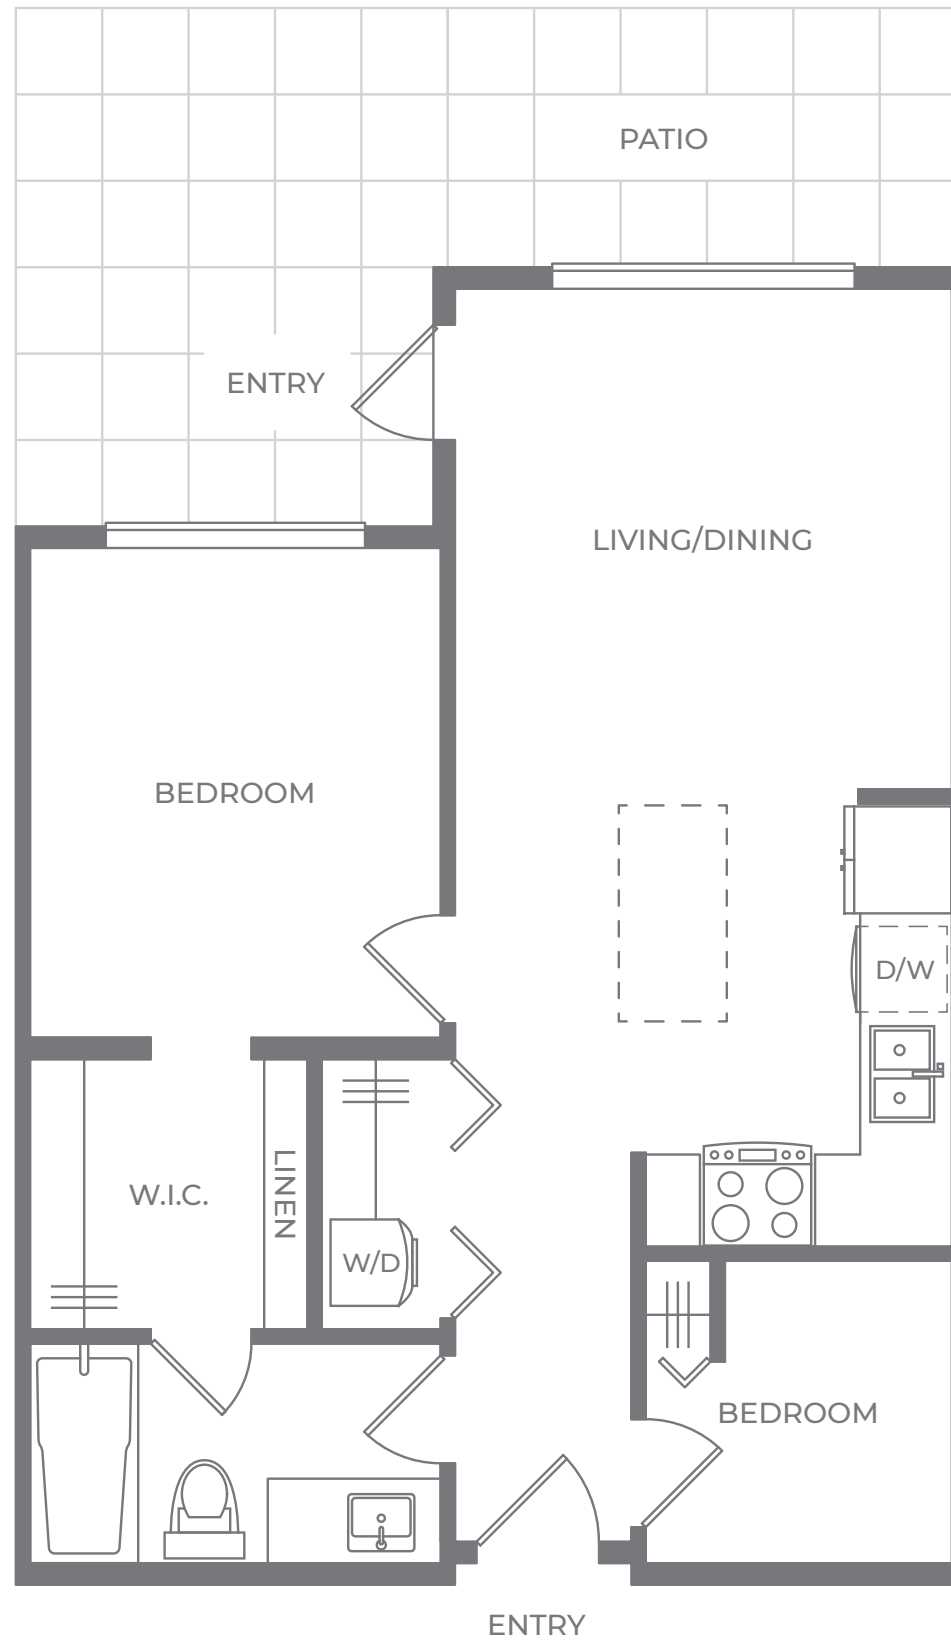 PATIO
ENTRY
LIVING/DINING
BEDROOM
D/W
LINEN
W.I.C.
W/D
BEDROOM
ENTRY